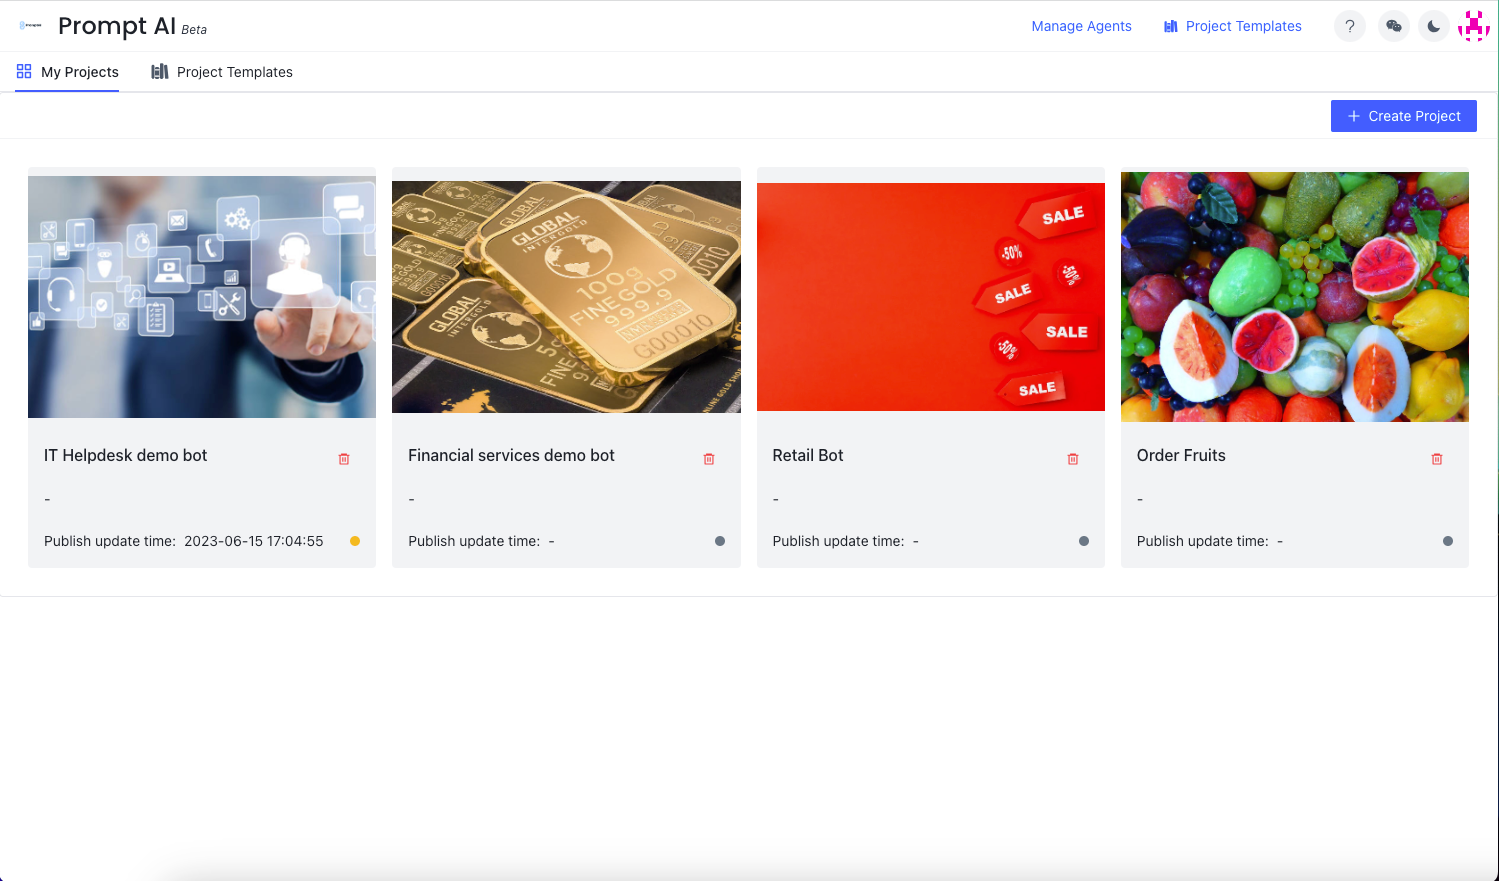 Prompt AI Beta
Manage Agents
Project Templates
?
My Projects
Project Templates
+ Create Project
GLOBAL
INTERGOLD
100g
FINE GOLD
999.9
G00010
GLOBAL
INTERGOLD
FINE
SALE
-50%
-50%
SALE
SALE
-50%
SALE
IT Helpdesk demo bot
-
Publish update time: 2023-06-15 17:04:55
Financial services demo bot
-
Publish update time: -
Retail Bot
-
Publish update time: -
Order Fruits
-
Publish update time: -